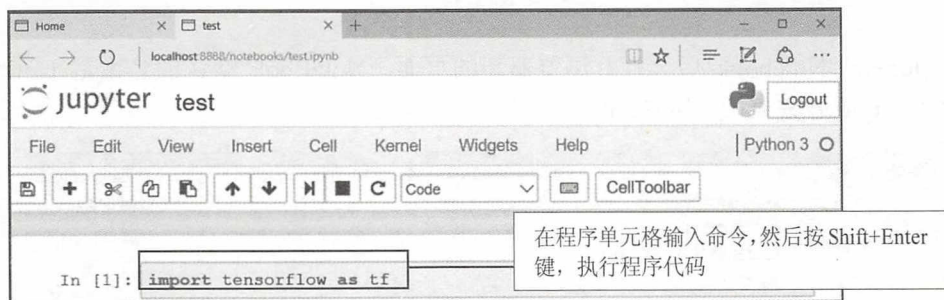 Home
test
localhost:8888/notebooks/test.ipynb
jupyter test
Logout
File Edit View Insert Cell Kernel Widgets Help
Python 3
Code
CellToolbar
在程序单元格输入命令,然后按 Shift+Enter
键，执行程序代码
In [1]: import tensorflow as tf